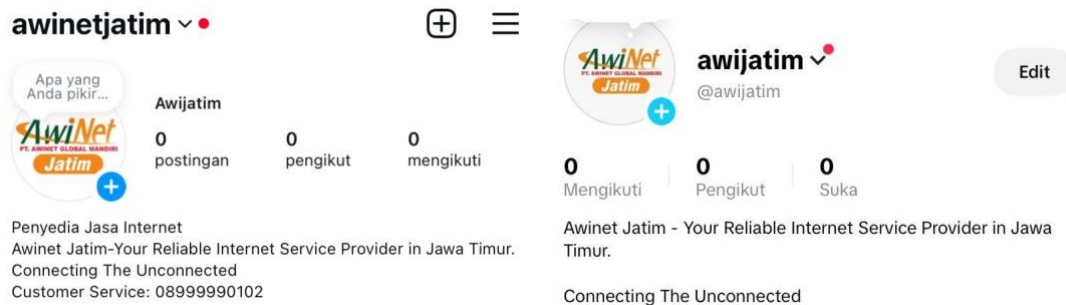 awinetjatim
Apa yang
Anda pikir...
AwiNet
PT. AWINET GLOBAL MANDIRI
Jatim
Awijatim
0 0 0
postingan pengikut mengikuti
Penyedia Jasa Internet
Awinet Jatim-Your Reliable Internet Service Provider in Jawa Timur.
Connecting The Unconnected
Customer Service: 08999990102
AwiNet
PT. AWINET GLOBAL MANDIRI
Jatim
awijatim
@awijatim
Edit
0 0 0
Mengikuti Pengikut Suka
Awinet Jatim - Your Reliable Internet Service Provider in Jawa
Timur.
Connecting The Unconnected